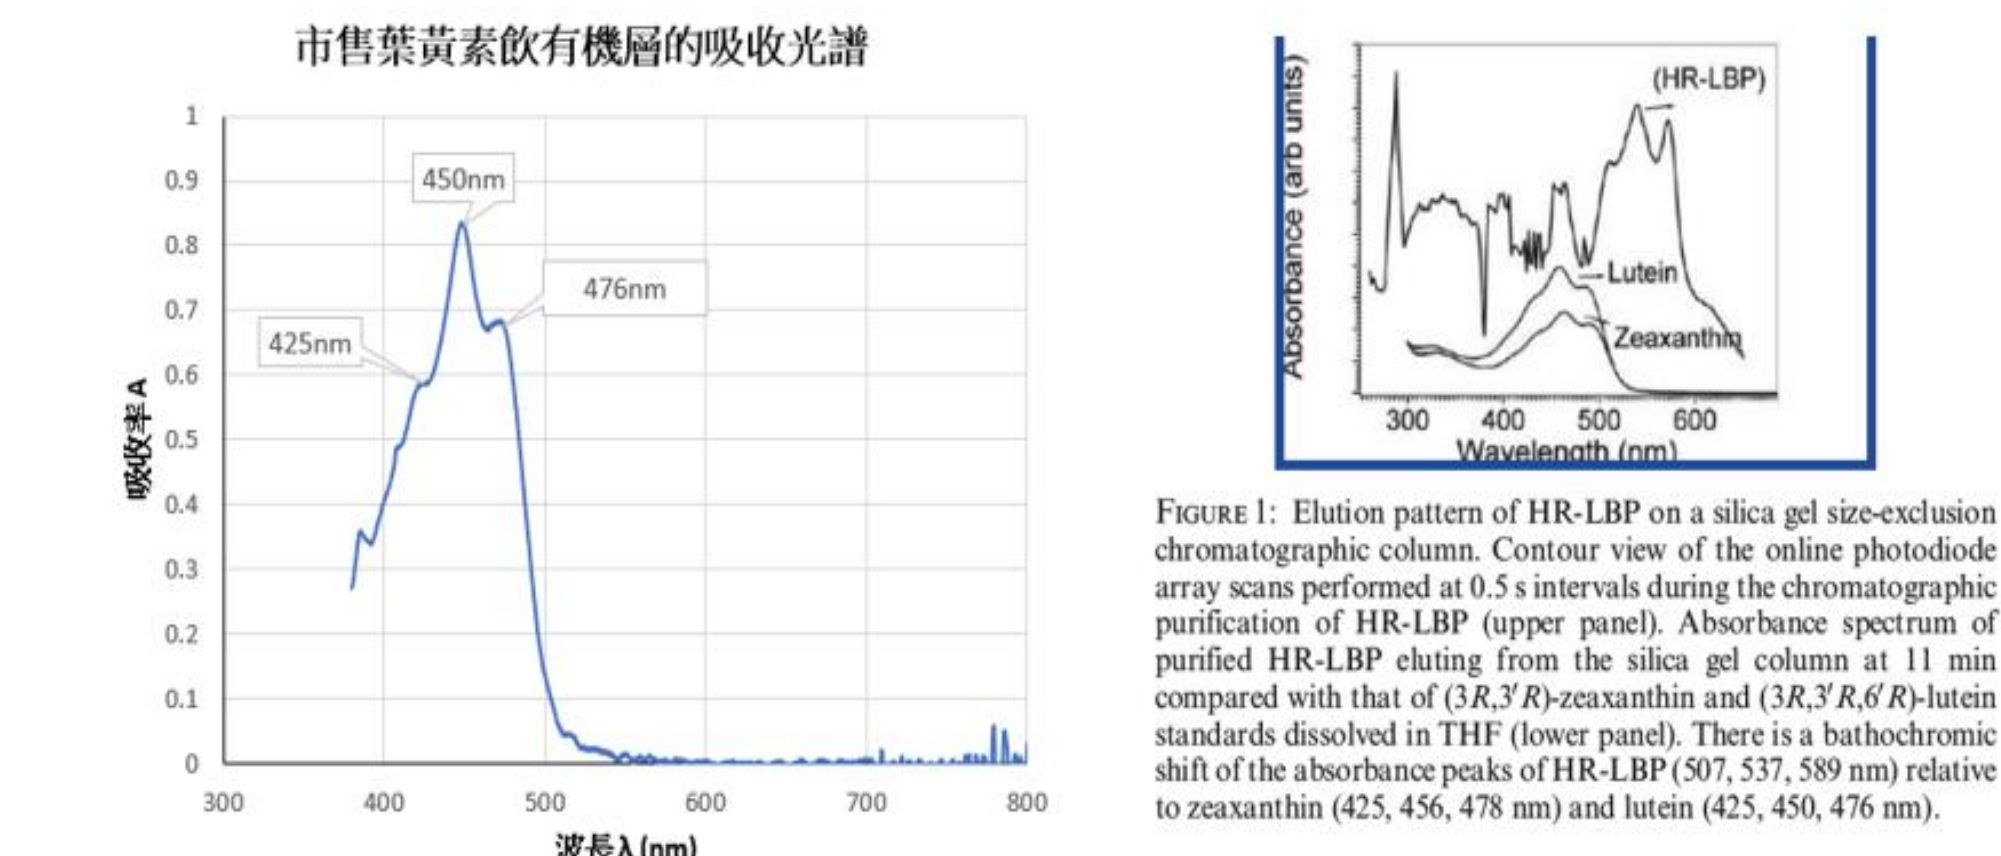 市售葉黃素飲有機層的吸收光譜
1
0.9
0.8
0.7
0.6
0.5
0.4
0.3
0.2
0.1
0
450nm
476nm
425nm
吸收率 A
300 400 500 600 700 800
波長λ(nm)
Absorbance (arb units)
(HR-LBP)
Lutein
Zeaxanthin
300 400 500 600
Wavelength (nm)
FIGURE 1: Elution pattern of HR-LBP on a silica gel size-exclusion
chromatographic column. Contour view of the online photodiode
array scans performed at 0.5 s intervals during the chromatographic
purification of HR-LBP (upper panel). Absorbance spectrum of
purified HR-LBP eluting from the silica gel column at 11 min
compared with that of (3R,3′R)-zeaxanthin and (3R,3′R,6′R)-lutein
standards dissolved in THF (lower panel). There is a bathochromic
shift of the absorbance peaks of HR-LBP (507, 537, 589 nm) relative
to zeaxanthin (425, 456, 478 nm) and lutein (425, 450, 476 nm).